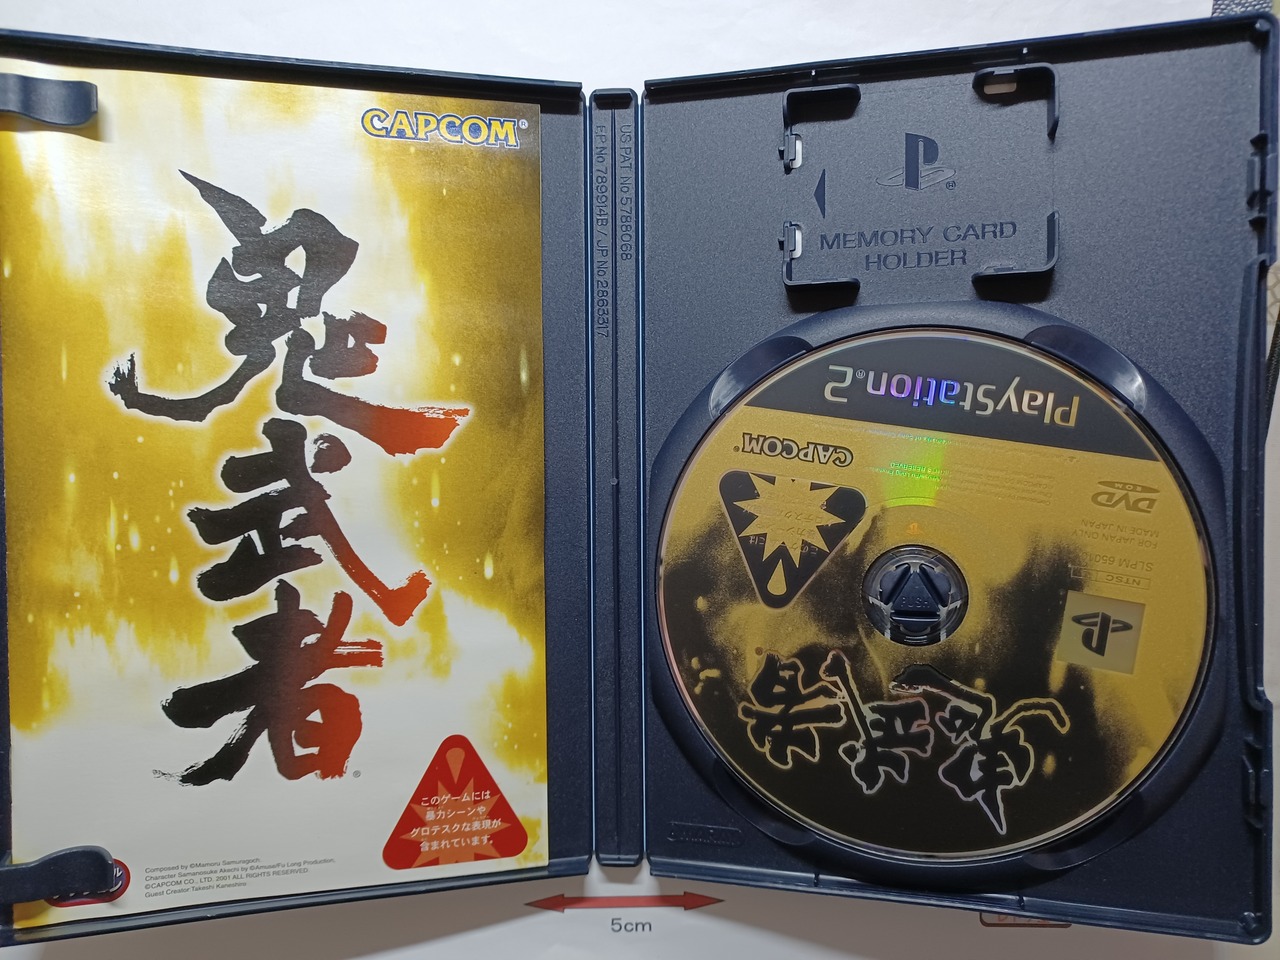 CAPCOM®
鬼武者®
このゲームには
暴力シーンや
グロテスクな表現が
含まれています。
Composed by ©Mamoru Samuragoch.
Character Samanosuke Akechi by ©Amuse/Fu Long Production.
©CAPCOM CO., LTD. 2001 ALL RIGHTS RESERVED.
Guest Creator Takeshi Kaneshiro
US PAT No 5788068
EP No 789914B / JP No 2863317
MEMORY CARD
HOLDER
PlayStation®2
CAPCOM®
DVD
FOR JAPAN ONLY
MADE IN JAPAN
SLPM
NTSC
鬼武者
5cm